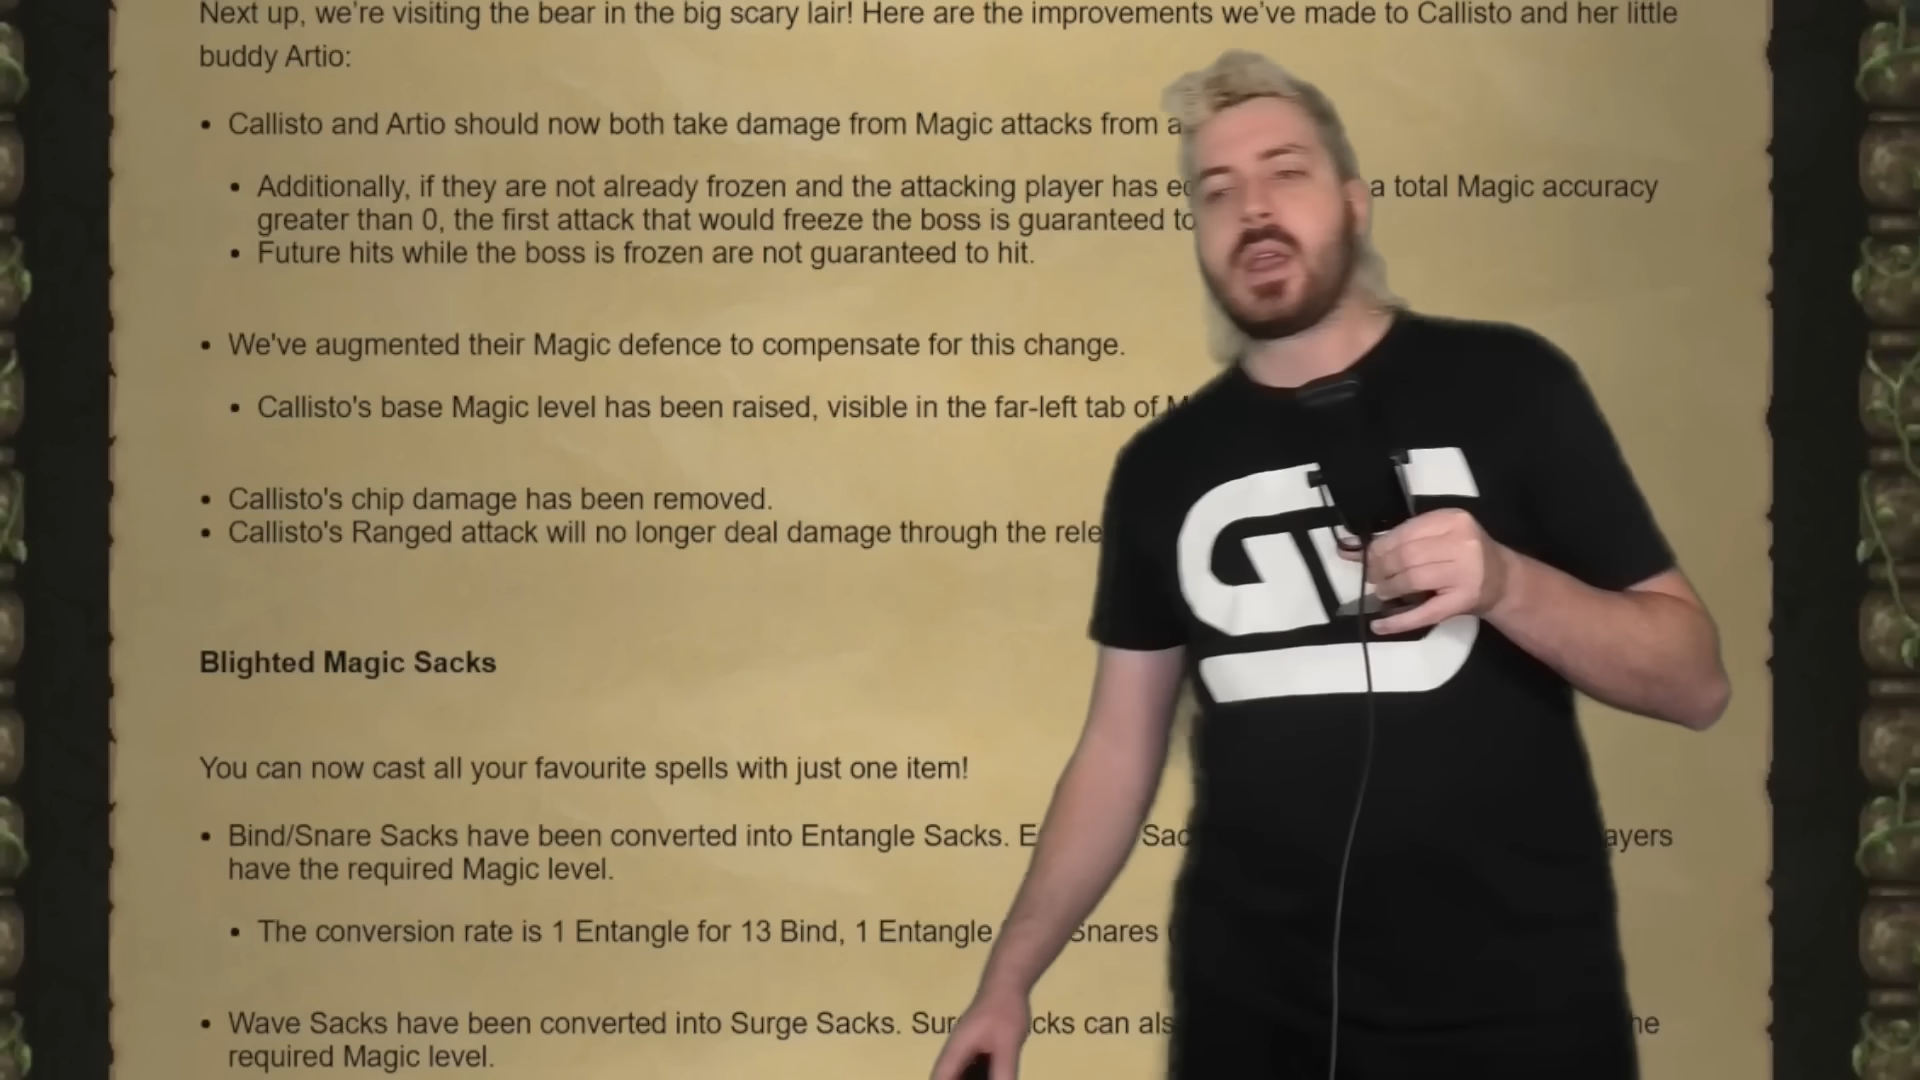 Next up, we’re visiting the bear in the big scary lair! Here are the improvements we’ve made to Callisto and her little
buddy Artio:
• Callisto and Artio should now both take damage from Magic attacks from
• Additionally, if they are not already frozen and the attacking player has a total Magic accuracy
greater than 0, the first attack that would freeze the boss is guaranteed to
• Future hits while the boss is frozen are not guaranteed to hit.
• We've augmented their Magic defence to compensate for this change.
• Callisto's base Magic level has been raised, visible in the far-left tab of
• Callisto's chip damage has been removed.
• Callisto's Ranged attack will no longer deal damage through the
Blighted Magic Sacks
You can now cast all your favourite spells with just one item!
• Bind/Snare Sacks have been converted into Entangle Sacks.
have the required Magic level.
• The conversion rate is 1 Entangle for 13 Bind, 1 Entangle Snares
• Wave Sacks have been converted into Surge Sacks. can
required Magic level.